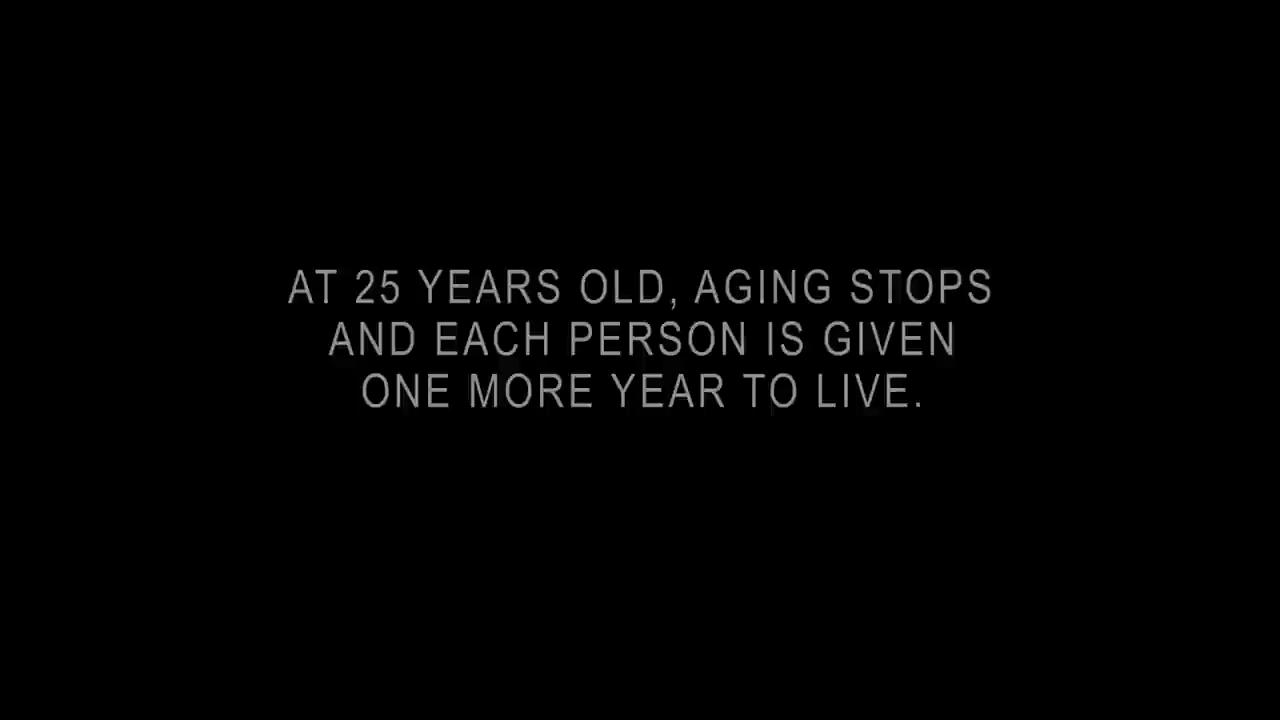 AT 25 YEARS OLD, AGING STOPS
AND EACH PERSON IS GIVEN
ONE MORE YEAR TO LIVE.